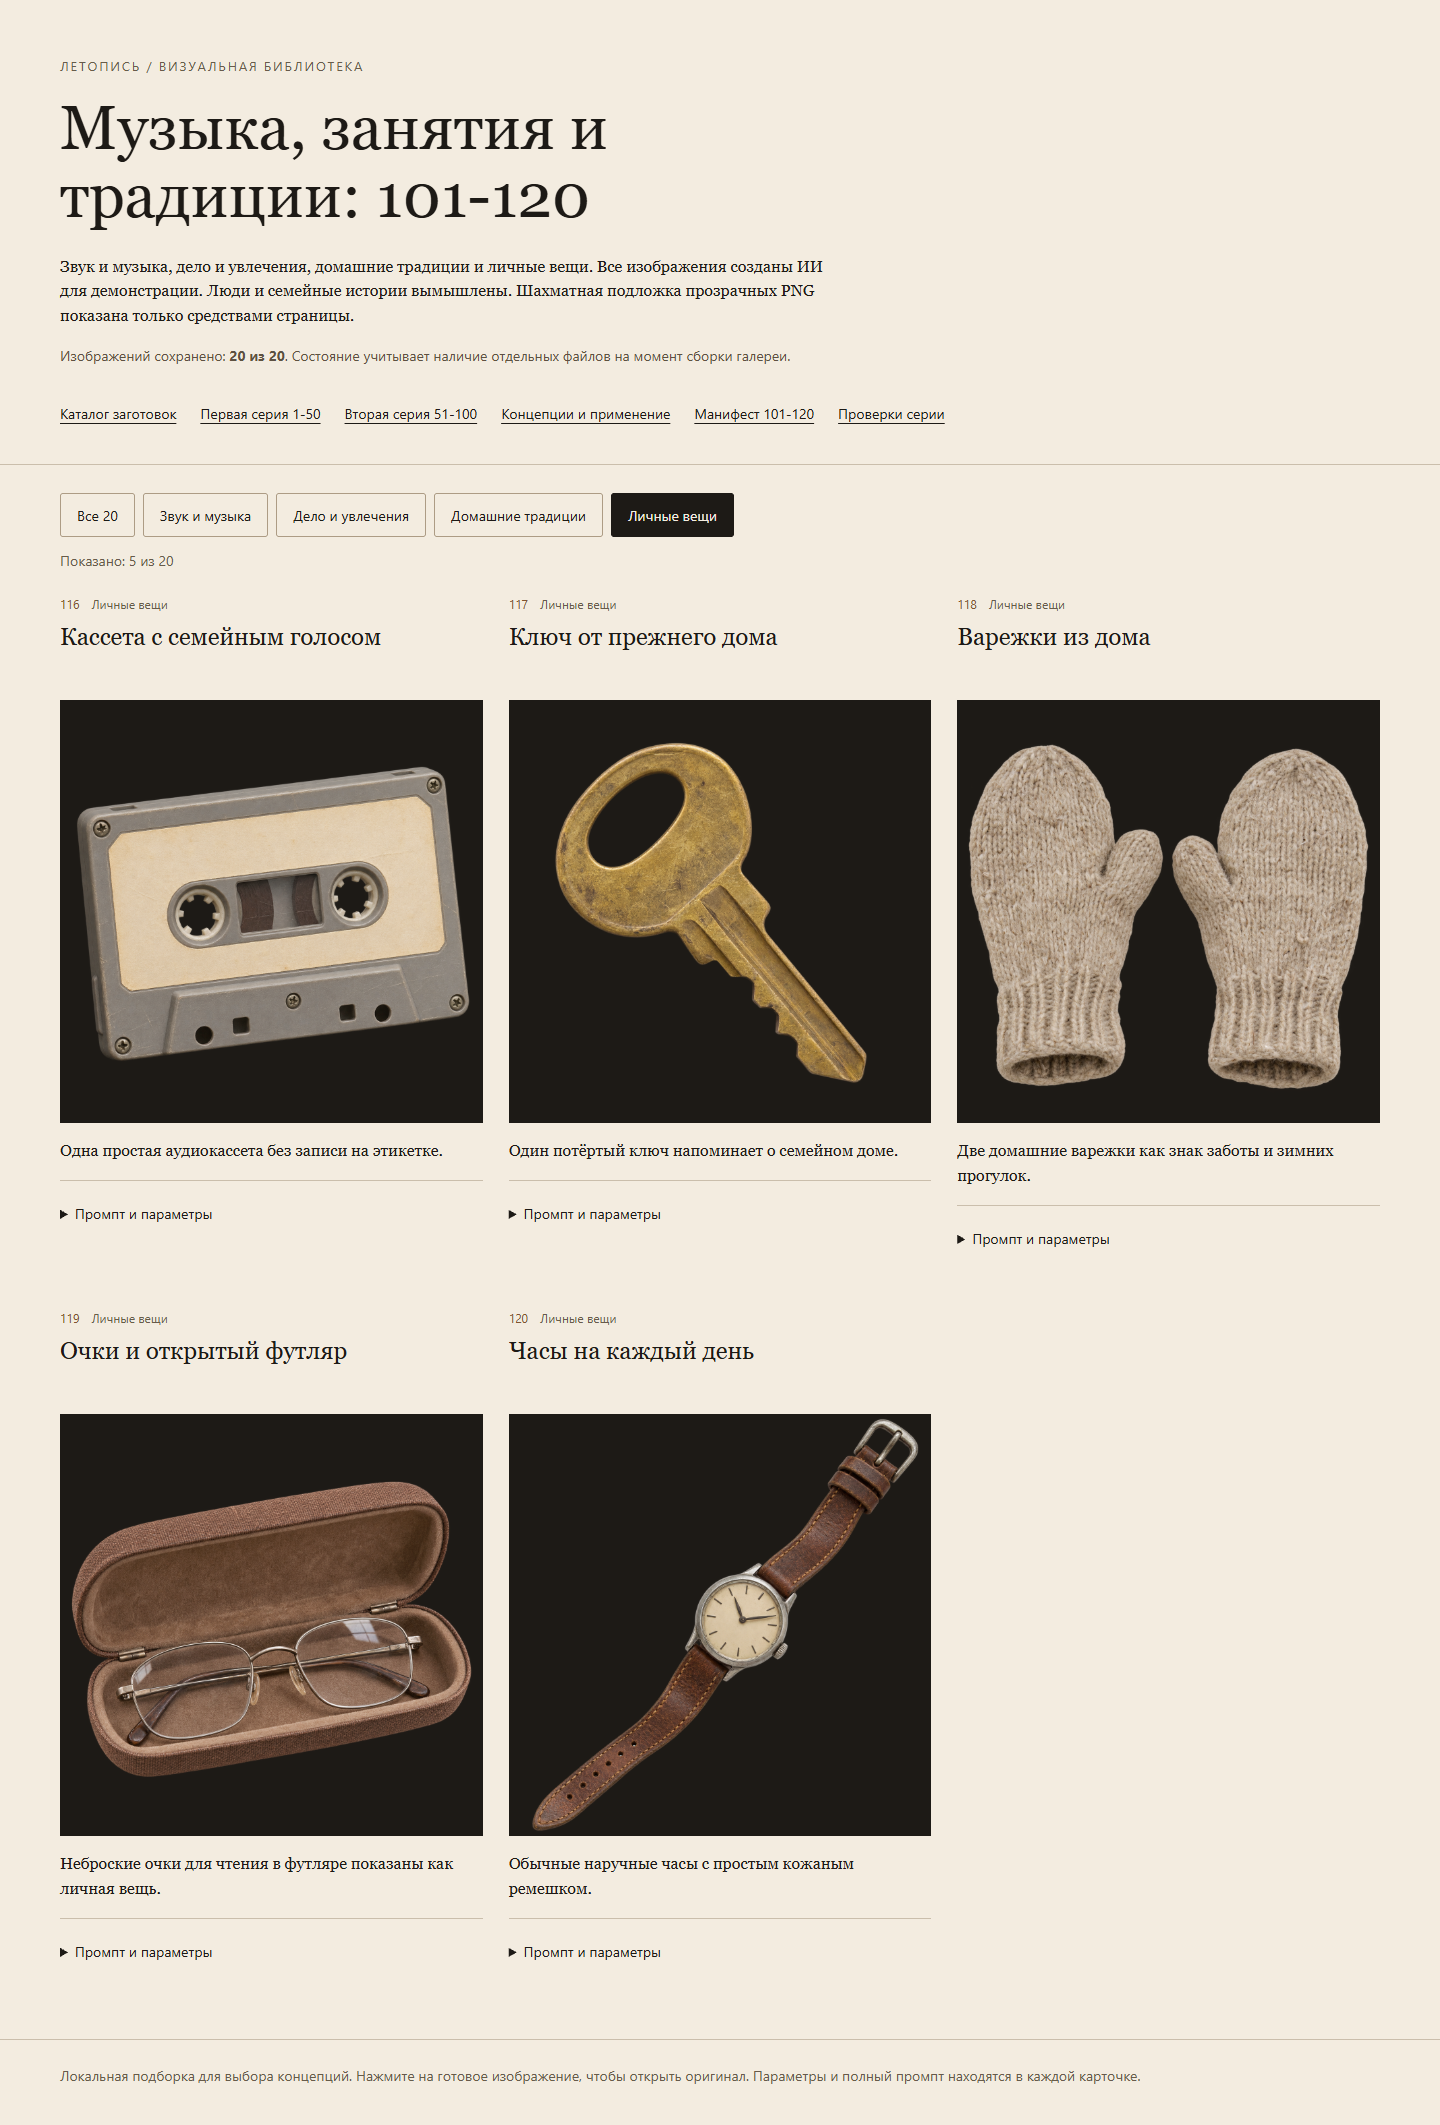 ЛЕТОПИСЬ / ВИЗУАЛЬНАЯ БИБЛИОТЕКА
Музыка, занятия и
традиции: 101-120
Звук и музыка, дело и увлечения, домашние традиции и личные вещи. Все изображения созданы ИИ
для демонстрации. Люди и семейные истории вымышлены. Шахматная подложка прозрачных PNG
показана только средствами страницы.
Изображений сохранено: 20 из 20. Состояние учитывает наличие отдельных файлов на момент сборки галереи.
Каталог заготовок Первая серия 1-50 Вторая серия 51-100 Концепции и применение Манифест 101-120 Проверки серии
Все 20 Звук и музыка Дело и увлечения Домашние традиции Личные вещи
Показано: 5 из 20
116 Личные вещи
Кассета с семейным голосом
Одна простая аудиокассета без записи на этикетке.
Промпт и параметры
117 Личные вещи
Ключ от прежнего дома
Один потёртый ключ напоминает о семейном доме.
Промпт и параметры
118 Личные вещи
Варежки из дома
Две домашние варежки как знак заботы и зимних
прогулок.
Промпт и параметры
119 Личные вещи
Очки и открытый футляр
Неброские очки для чтения в футляре показаны как
личная вещь.
Промпт и параметры
120 Личные вещи
Часы на каждый день
Обычные наручные часы с простым кожаным
ремешком.
Промпт и параметры
Локальная подборка для выбора концепций. Нажмите на готовое изображение, чтобы открыть оригинал. Параметры и полный промпт находятся в каждой карточке.